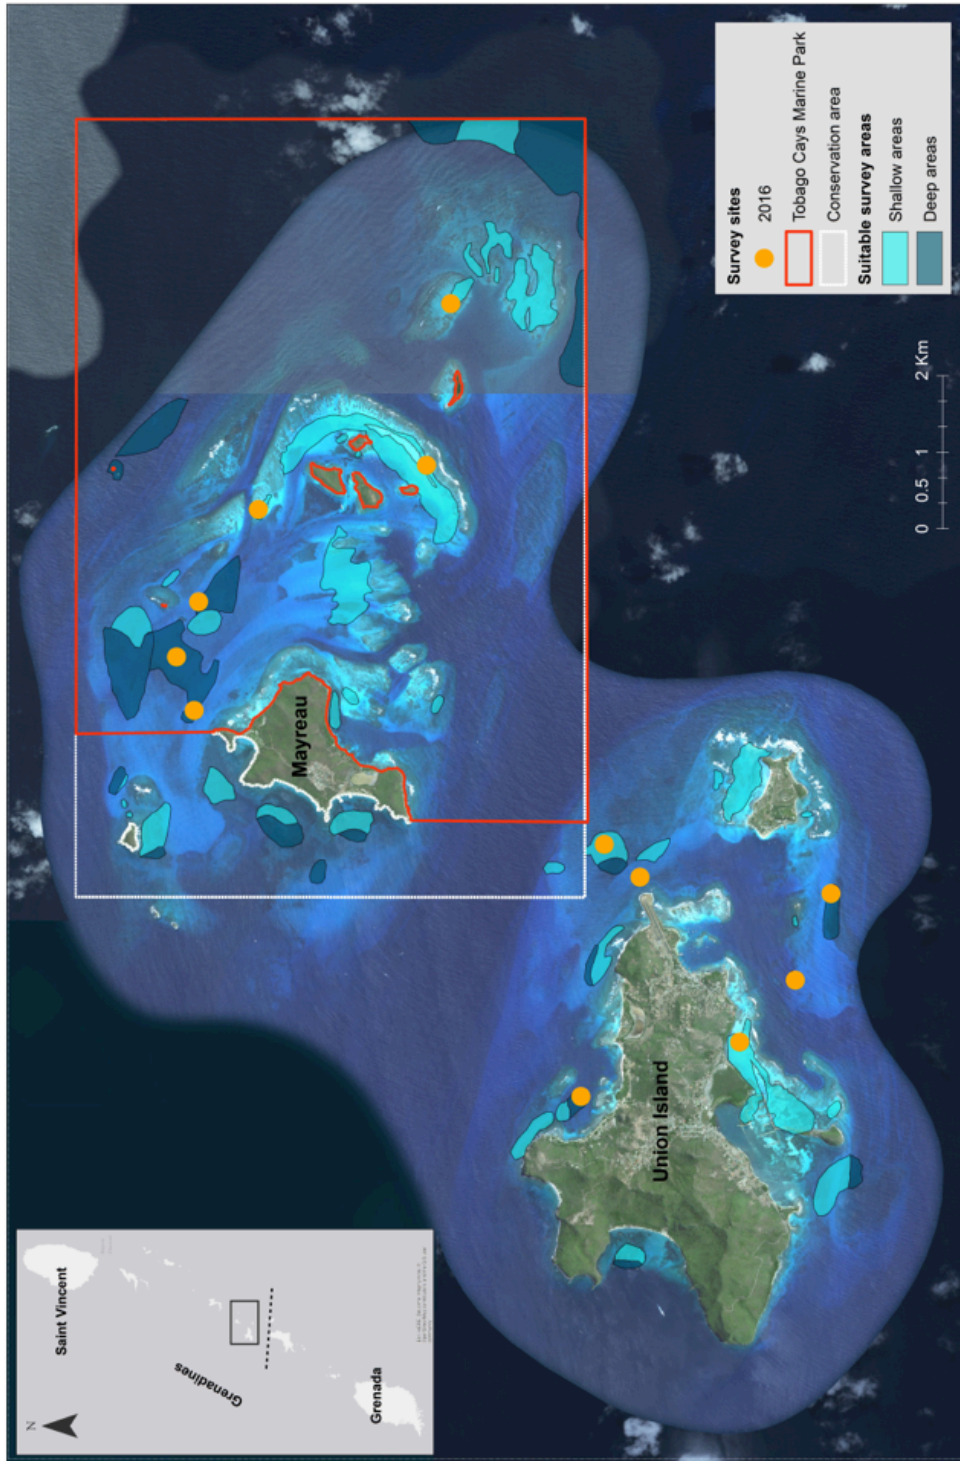 N
Saint Vincent
Grenadines
Grenada
Mayreau
Union Island
0 0.5 1 2 Km
Survey sites
2016
Tobago Cays Marine Park
Conservation area
Suitable survey areas
Shallow areas
Deep areas